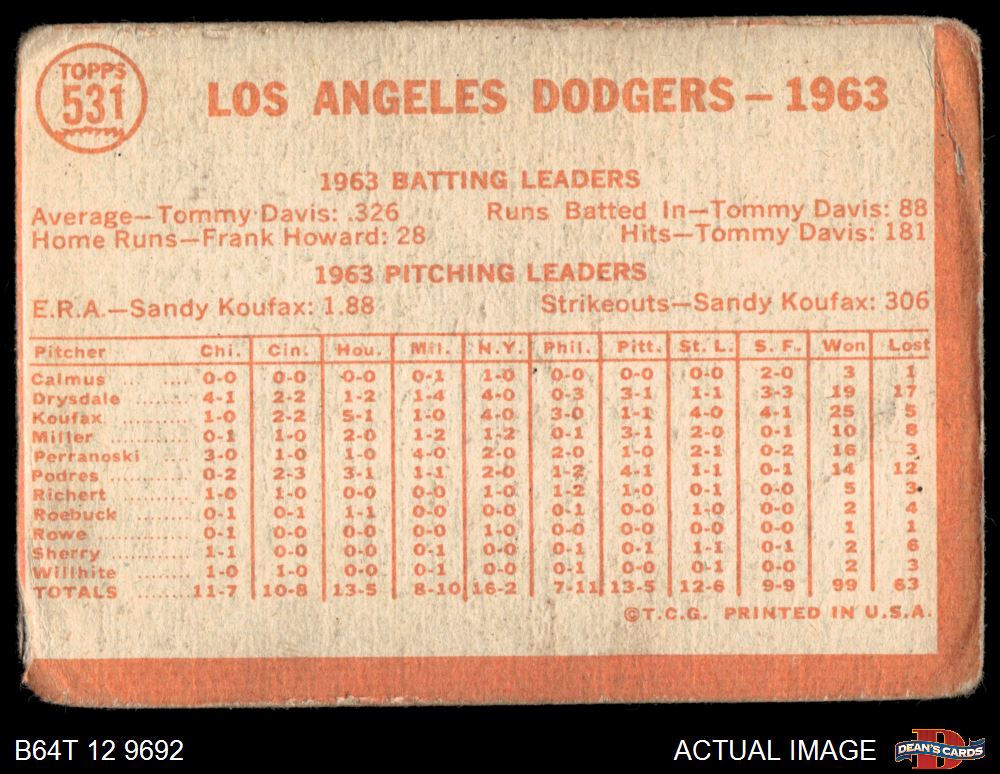 TOPPS
531
LOS ANGELES DODGERS – 1963
1963 BATTING LEADERS
Average—Tommy Davis: .326 Runs Batted In—Tommy Davis: 88
Home Runs—Frank Howard: 28 Hits—Tommy Davis: 181
1963 PITCHING LEADERS
E.R.A.—Sandy Koufax: 1.88 Strikeouts—Sandy Koufax: 306
Pitcher Chi. Cin. Hou. Mil. N.Y. Phil. Pitt. St. L. S. F. Won Lost
Calmus 0-0 0-0 0-0 0-1 1-0 0-0 0-0 0-0 2-0 3 1
Drysdale 4-1 2-2 1-2 1-4 4-0 0-3 3-1 1-1 3-3 19 17
Koufax 1-0 2-2 5-1 1-0 4-0 3-0 1-1 4-0 4-1 25 5
Miller 0-1 1-0 2-0 1-2 1-2 0-1 3-1 2-0 0-1 10 8
Perranoski 3-0 1-0 1-0 4-0 2-0 2-0 1-0 2-1 0-2 16 3
Podres 0-2 2-3 3-1 1-1 2-0 1-2 4-1 1-1 0-1 14 12
Richert 1-0 1-0 0-0 0-0 1-0 1-2 1-0 0-1 0-0 5 3
Roebuck 0-1 0-1 1-1 0-0 0-0 0-1 0-0 1-0 0-0 2 4
Rowe 0-1 0-0 0-0 0-0 1-0 0-0 0-0 0-0 0-0 1 1
Sherry 1-1 0-0 0-0 0-1 0-0 0-1 0-1 1-1 0-1 2 6
Willhite 1-0 1-0 0-0 0-1 0-0 0-1 0-0 0-1 0-0 2 3
TOTALS 11-7 10-8 13-5 8-10 16-2 7-11 13-5 12-6 9-9 99 63
©T.C.G. PRINTED IN U.S.A.
B64T 12 9692 ACTUAL IMAGE D DEAN'S CARDS